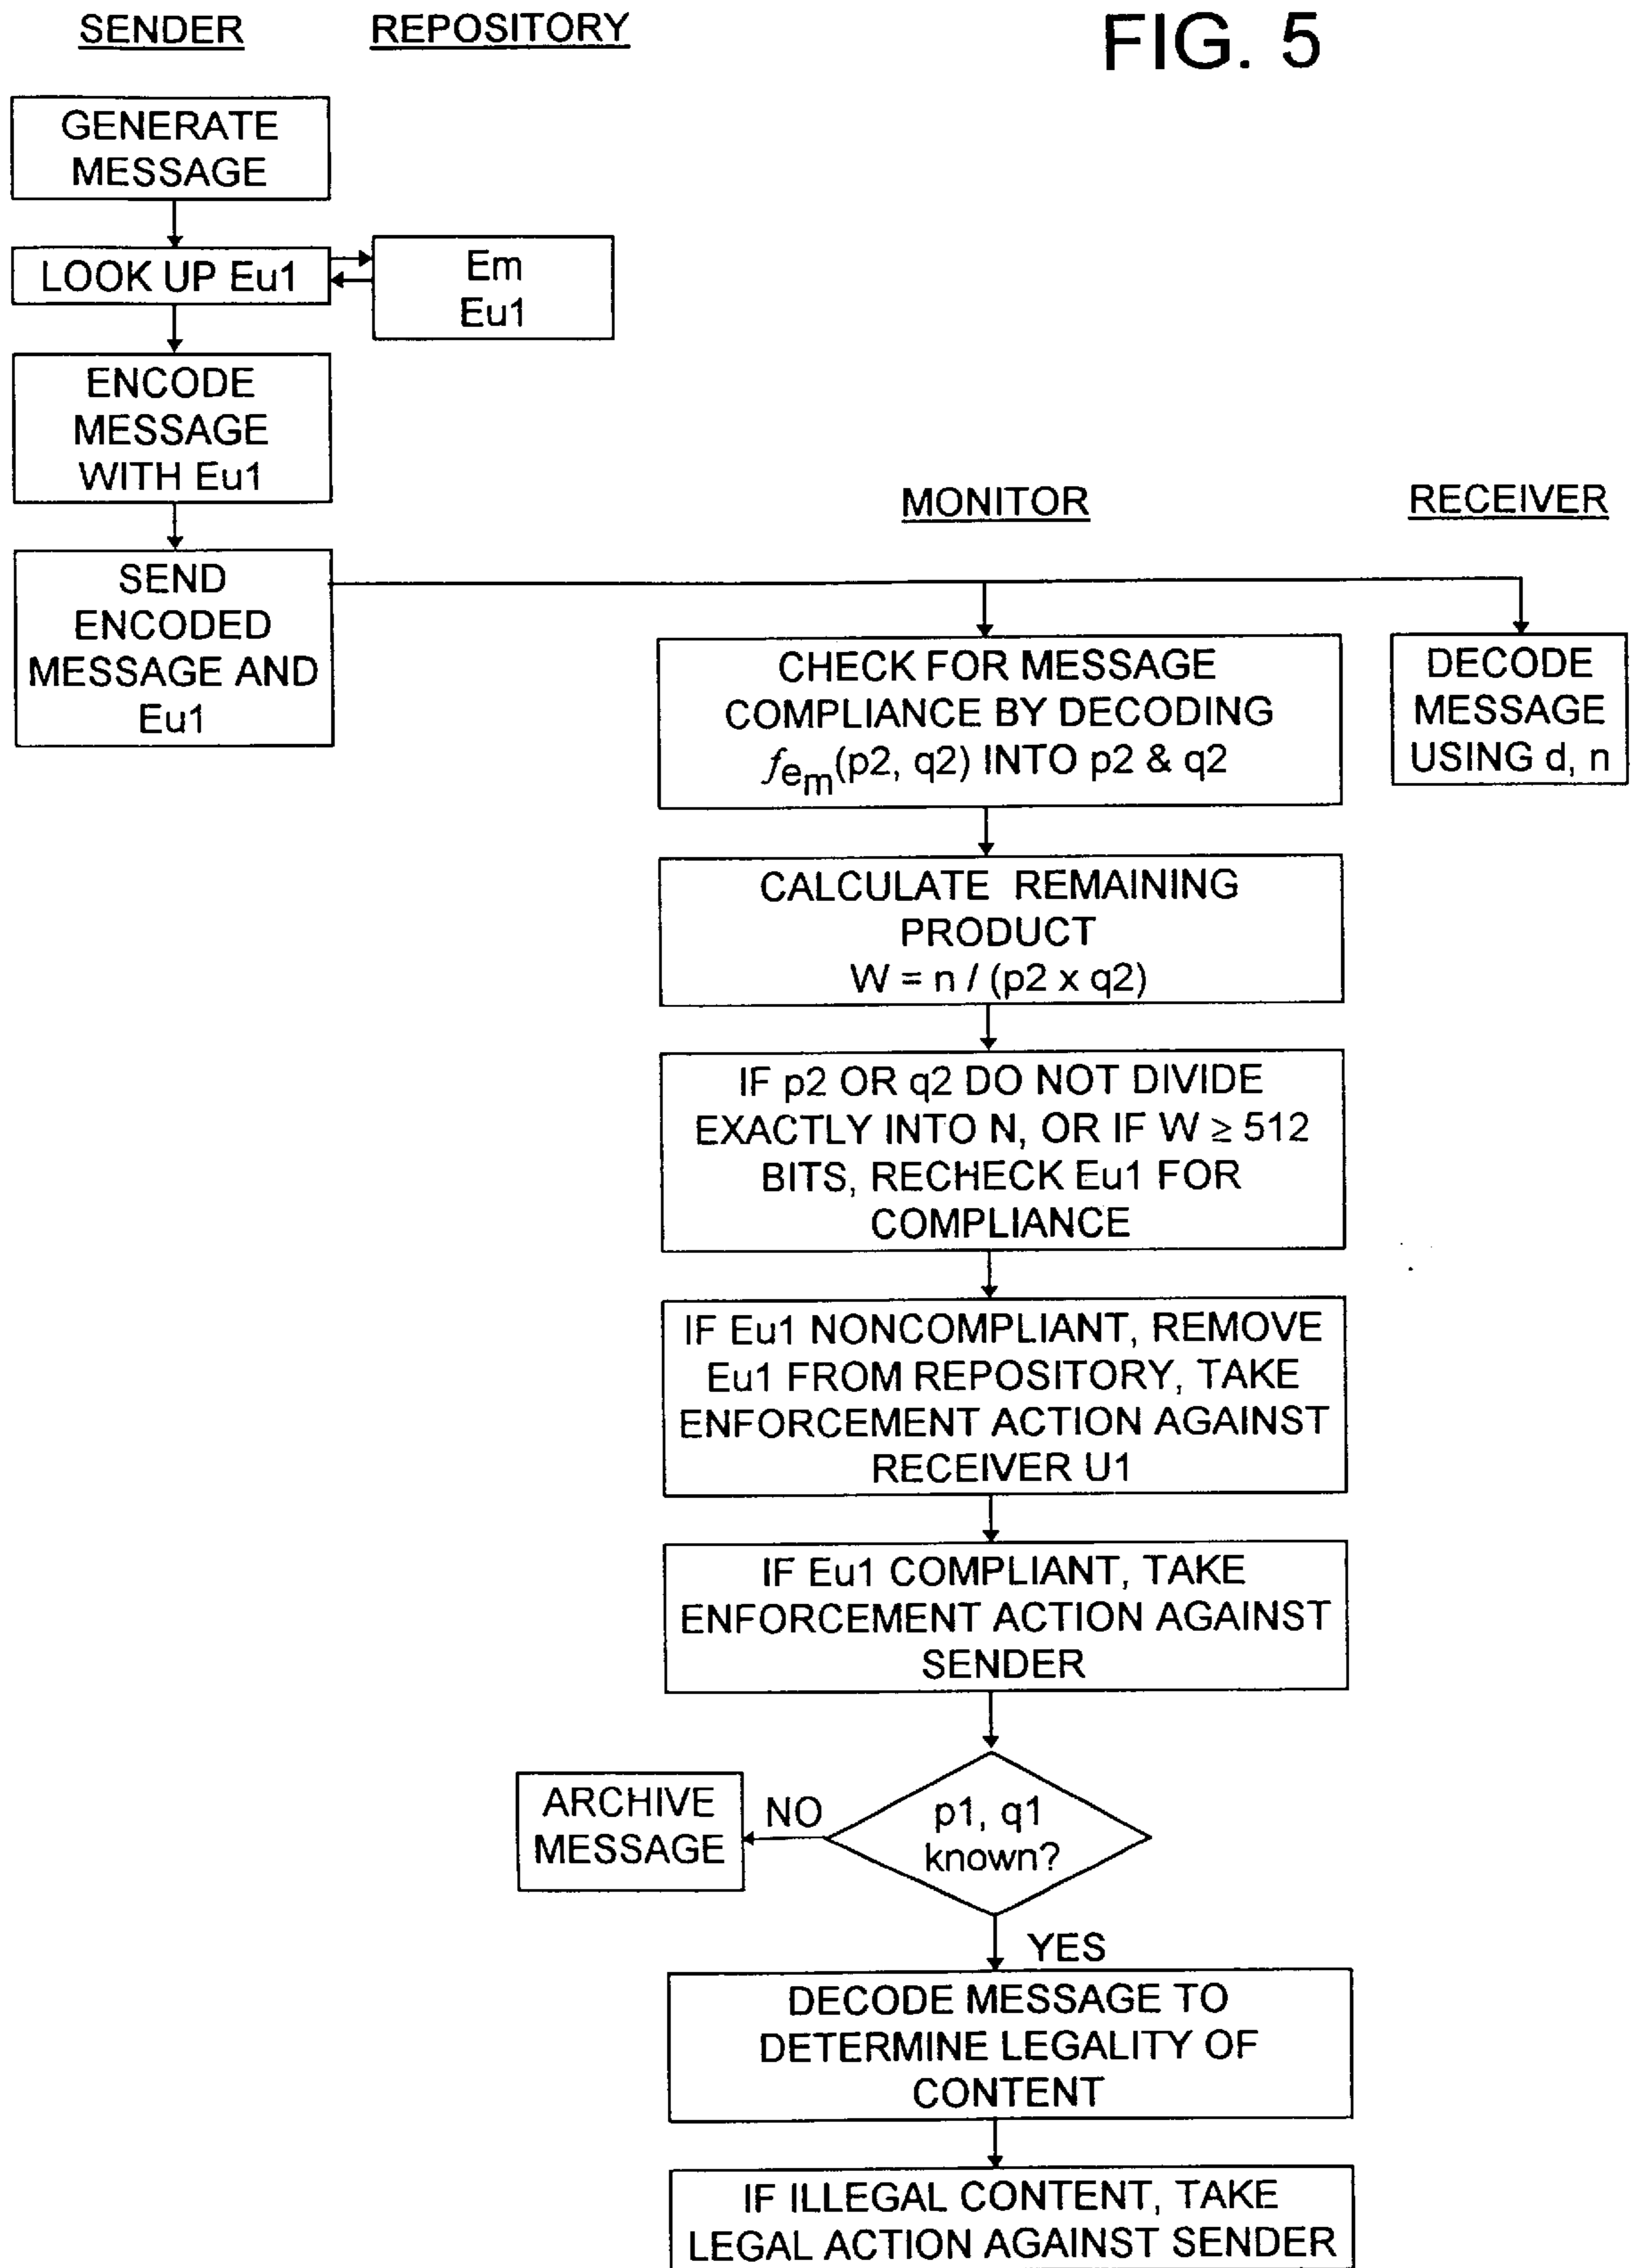 SENDER
REPOSITORY
FIG. 5
GENERATE
MESSAGE
LOOK UP Eu1
Em
Eu1
ENCODE
MESSAGE
WITH Eu1
SEND
ENCODED
MESSAGE AND
Eu1
MONITOR
RECEIVER
CHECK FOR MESSAGE
COMPLIANCE BY DECODING
fem(p2, q2) INTO p2 & q2
DECODE
MESSAGE
USING d, n
CALCULATE REMAINING
PRODUCT
W = n / (p2 x q2)
IF p2 OR q2 DO NOT DIVIDE
EXACTLY INTO N, OR IF W ≥ 512
BITS, RECHECK Eu1 FOR
COMPLIANCE
IF Eu1 NONCOMPLIANT, REMOVE
Eu1 FROM REPOSITORY, TAKE
ENFORCEMENT ACTION AGAINST
RECEIVER U1
IF Eu1 COMPLIANT, TAKE
ENFORCEMENT ACTION AGAINST
SENDER
p1, q1
known?
NO
ARCHIVE
MESSAGE
YES
DECODE MESSAGE TO
DETERMINE LEGALITY OF
CONTENT
IF ILLEGAL CONTENT, TAKE
LEGAL ACTION AGAINST SENDER